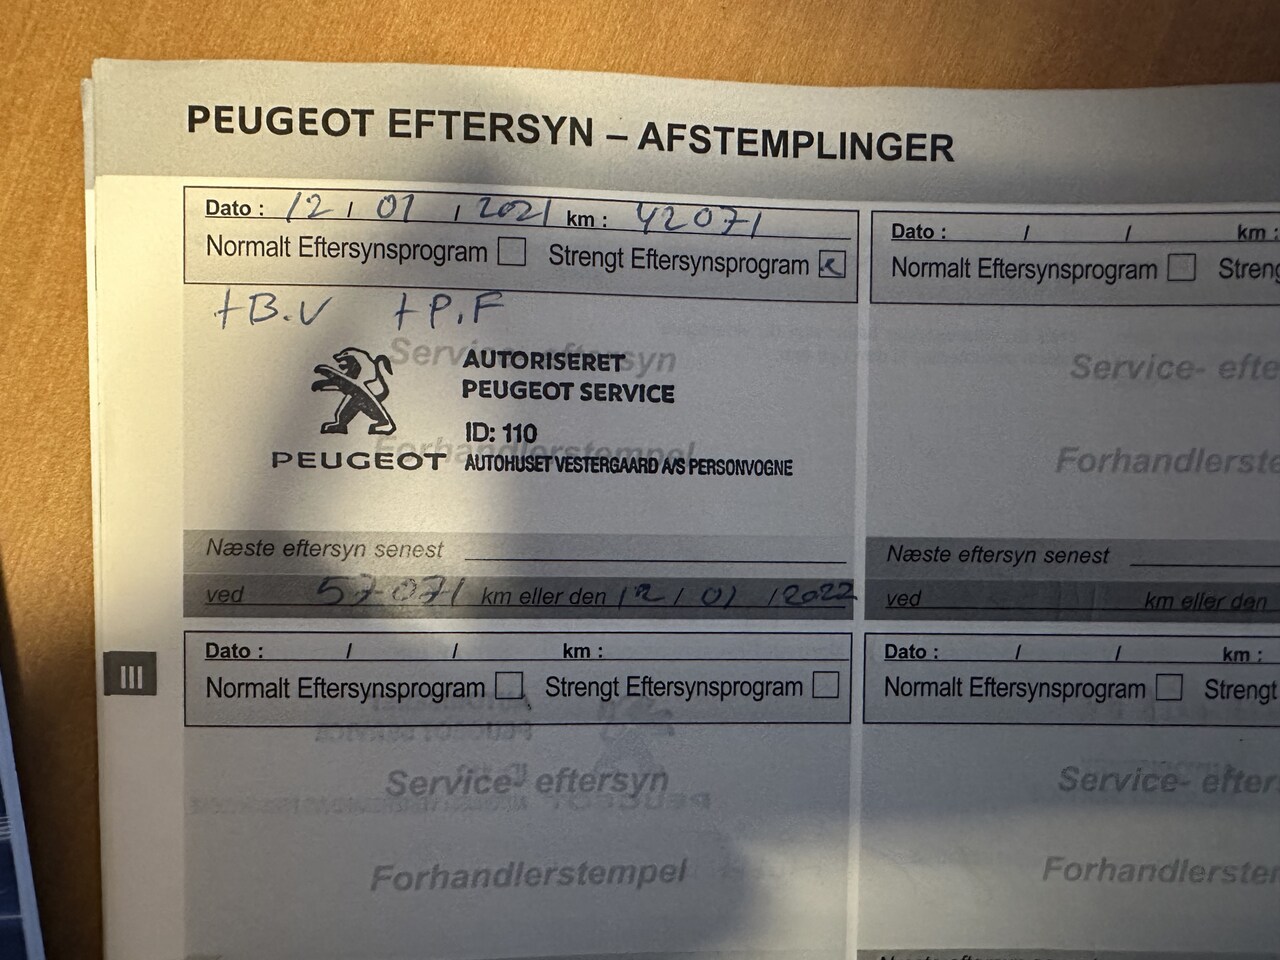 PEUGEOT EFTERSYN – AFSTEMPLINGER
Dato : 12 / 01 / 2021 km : 42071
Normalt Eftersynsprogram Strengt Eftersynsprogram
+B.V +P.F
Service- eftersyn
AUTORISERET
PEUGEOT SERVICE
ID: 110
Forhandlerstempel
PEUGEOT AUTOHUSET VESTERGAARD A/S PERSONVOGNE
Næste eftersyn senest
ved 57071 km eller den 12 / 01 / 2022
Dato : / / km :
Normalt Eftersynsprogram Streng
Service- efte
Forhandlerste
Næste eftersyn senest
ved km eller den
III
Dato : / / km :
Normalt Eftersynsprogram Strengt Eftersynsprogram
Service- eftersyn
Forhandlerstempel
Dato : / / km :
Normalt Eftersynsprogram Strengt
Service- efter
Forhandlerster